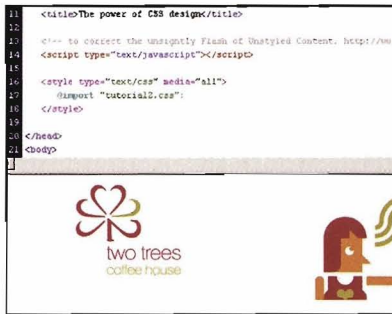 11 <title>The power of CSS design</title>
12
13 <!-- to correct the unsightly Flash of Unstyled Content. http://
14 <script type="text/javascript"></script>
15
16 <style type="text/css" media="all">
17 @import "tutorial2.css";
18 </style>
19
20 </head>
21 <body>
two trees
coffee house